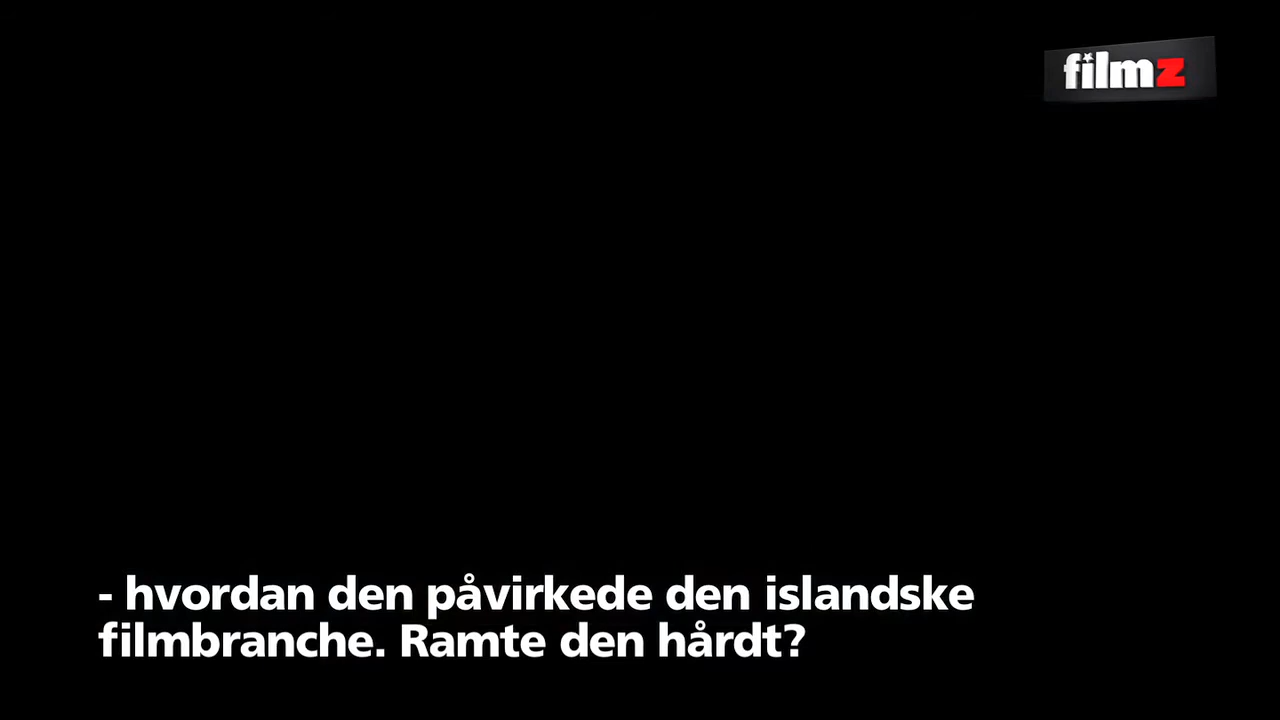 filmz
- hvordan den påvirkede den islandske
filmbranche. Ramte den hårdt?